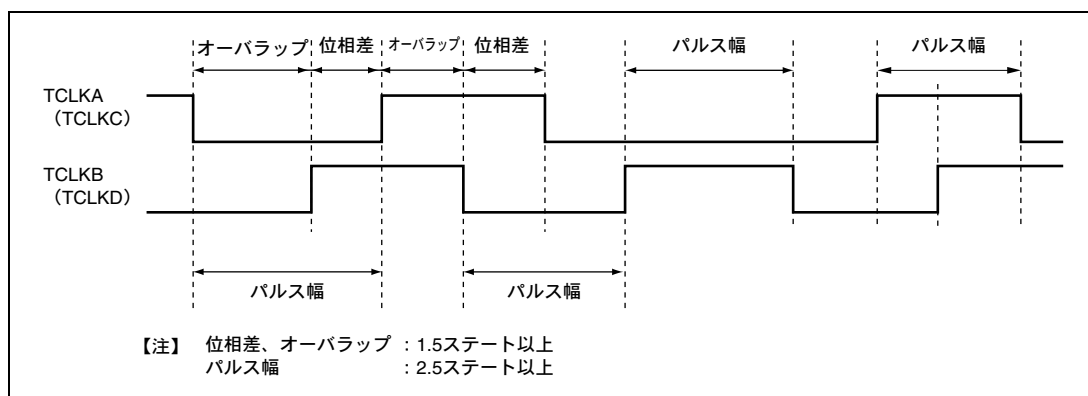 オーバラップ 位相差 オーバラップ 位相差 パルス幅 パルス幅
TCLKA
（TCLKC）
TCLKB
（TCLKD）
パルス幅 パルス幅
【注】 位相差、オーバラップ ：1.5ステート以上
パルス幅 ：2.5ステート以上